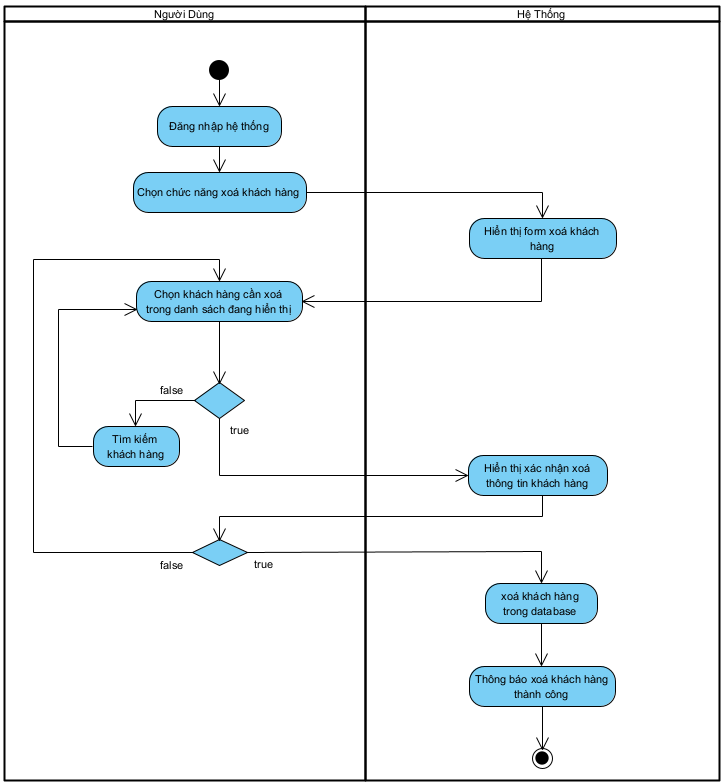 Người Dùng
Hệ Thống
Đăng nhập hệ thống
Chọn chức năng xoá khách hàng
Hiển thị form xoá khách
hàng
Chọn khách hàng cần xoá
trong danh sách đang hiển thị
false
true
Tìm kiếm
khách hàng
Hiển thị xác nhận xoá
thông tin khách hàng
false
true
xoá khách hàng
trong database
Thông báo xoá khách hàng
thành công